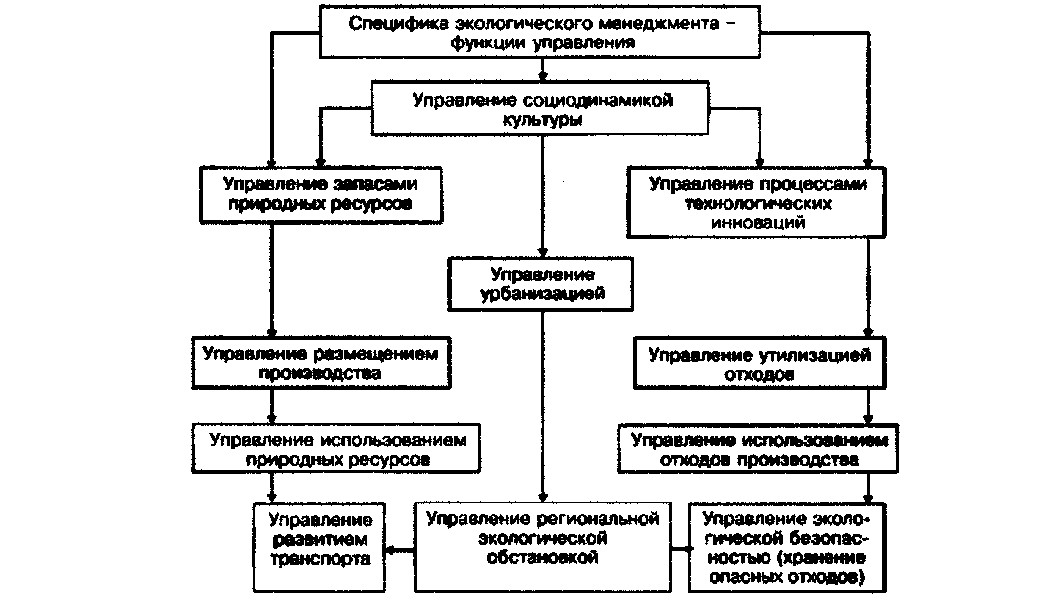 Специфика экологического менеджмента –
функции управления
Управление социодинамикой
культуры
Управление запасами
природных ресурсов
Управление процессами
технологических
инноваций
Управление
урбанизацией
Управление размещением
производства
Управление утилизацией
отходов
Управление использованием
природных ресурсов
Управление использованием
отходов производства
Управление
развитием
транспорта
Управление региональной
экологической
обстановкой
Управление эколо-
гической безопас-
ностью (хранение
опасных отходов)